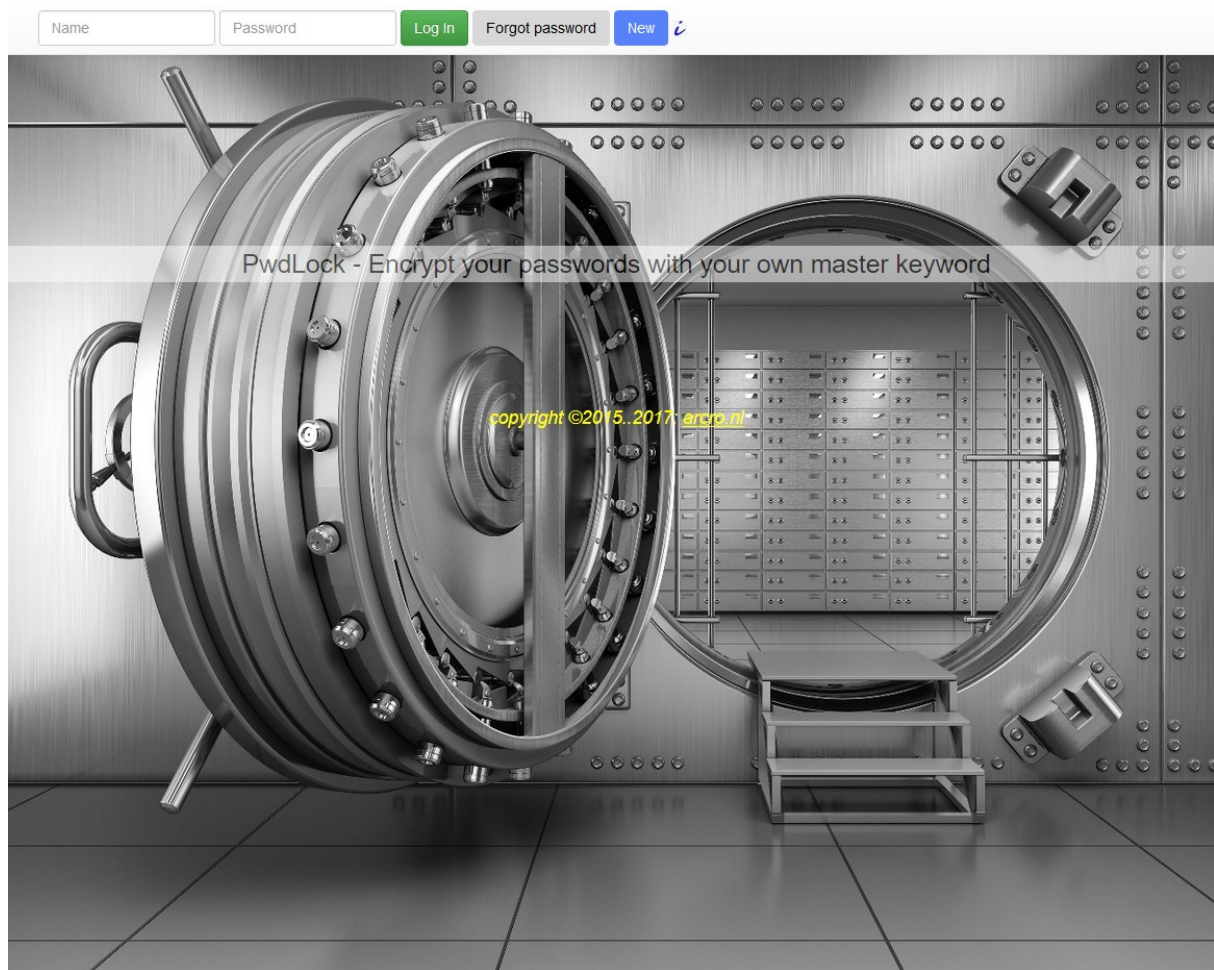 Name Password Log In Forgot password New i
PwdLock - Encrypt your passwords with your own master keyword
copyright ©2015..2017: arcro.nl